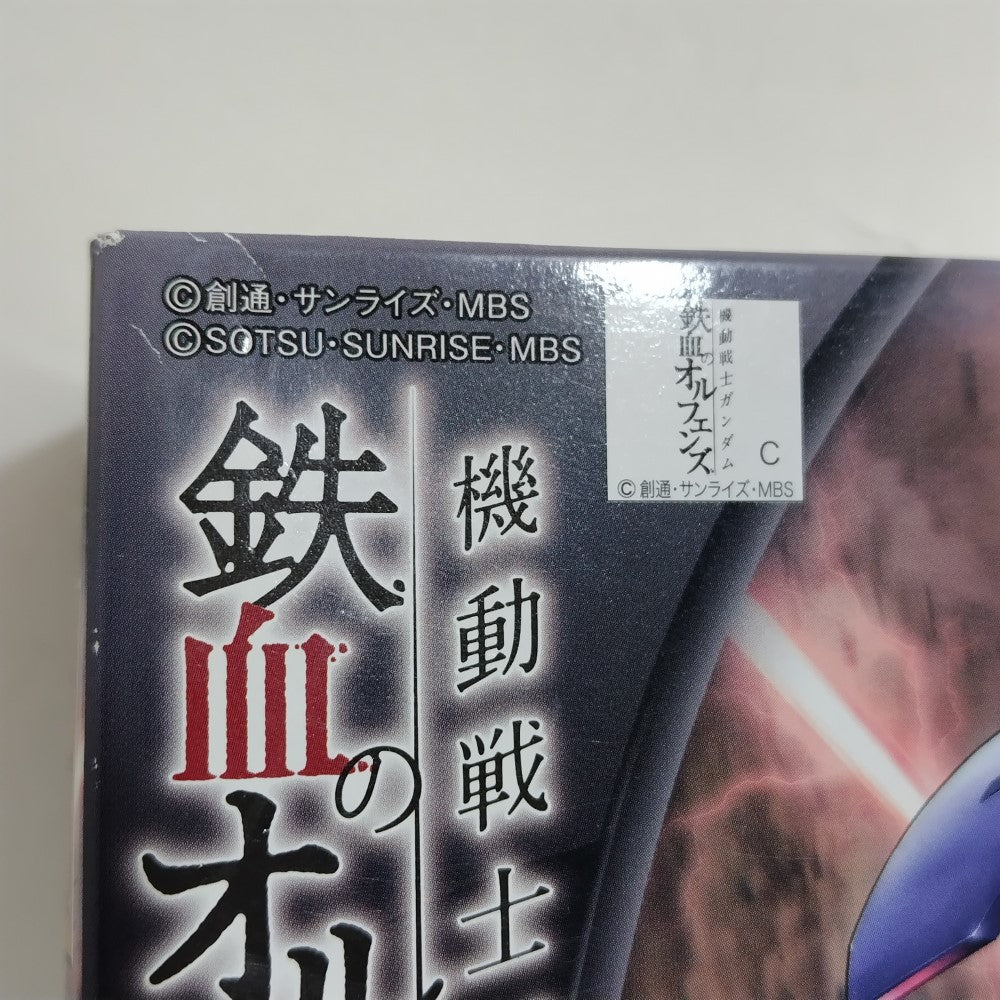 ©創通・サンライズ・MBS
©SOTSU・SUNRISE・MBS
機動戦士ガンダム
鉄血のオルフェンズ
C
©創通・サンライズ・MBS
機動戦士
鉄血のオル